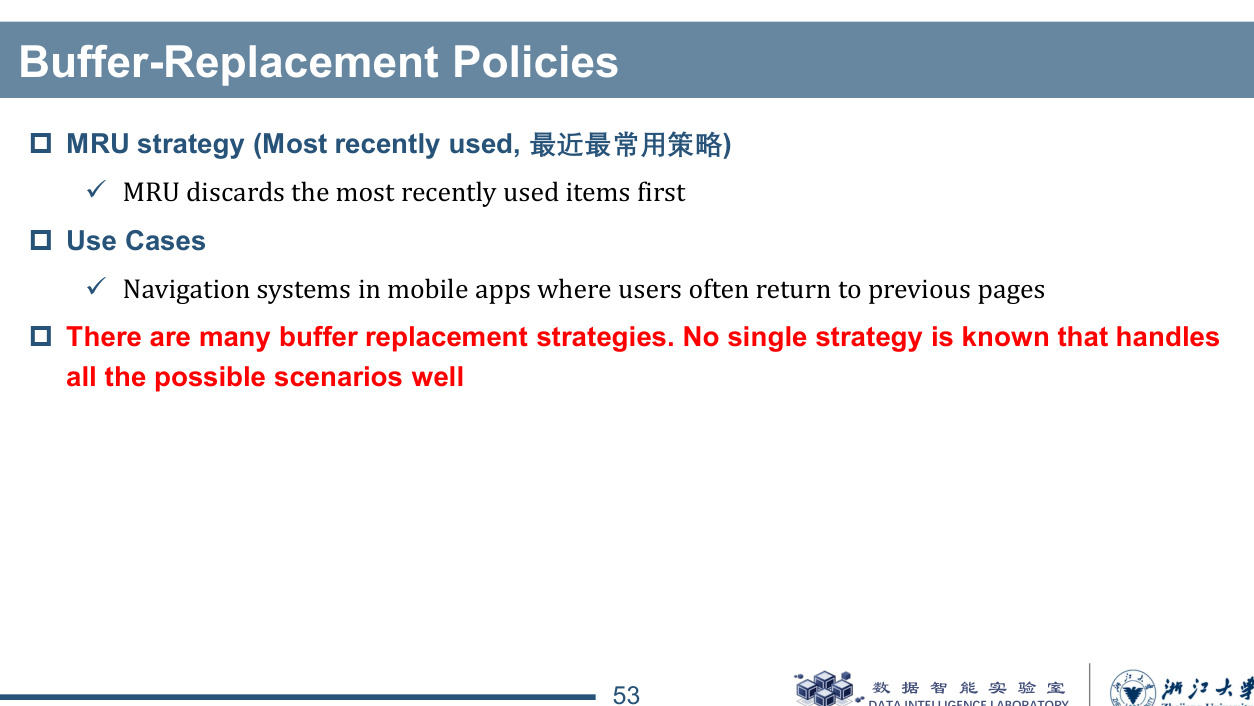 Buffer-Replacement Policies
MRU strategy (Most recently used, 最近最常用策略)
MRU discards the most recently used items first
Use Cases
Navigation systems in mobile apps where users often return to previous pages
There are many buffer replacement strategies. No single strategy is known that handles
all the possible scenarios well
53
数据智能实验室
DATA INTELLIGENCE LABORATORY
浙江大学
Zhejiang University